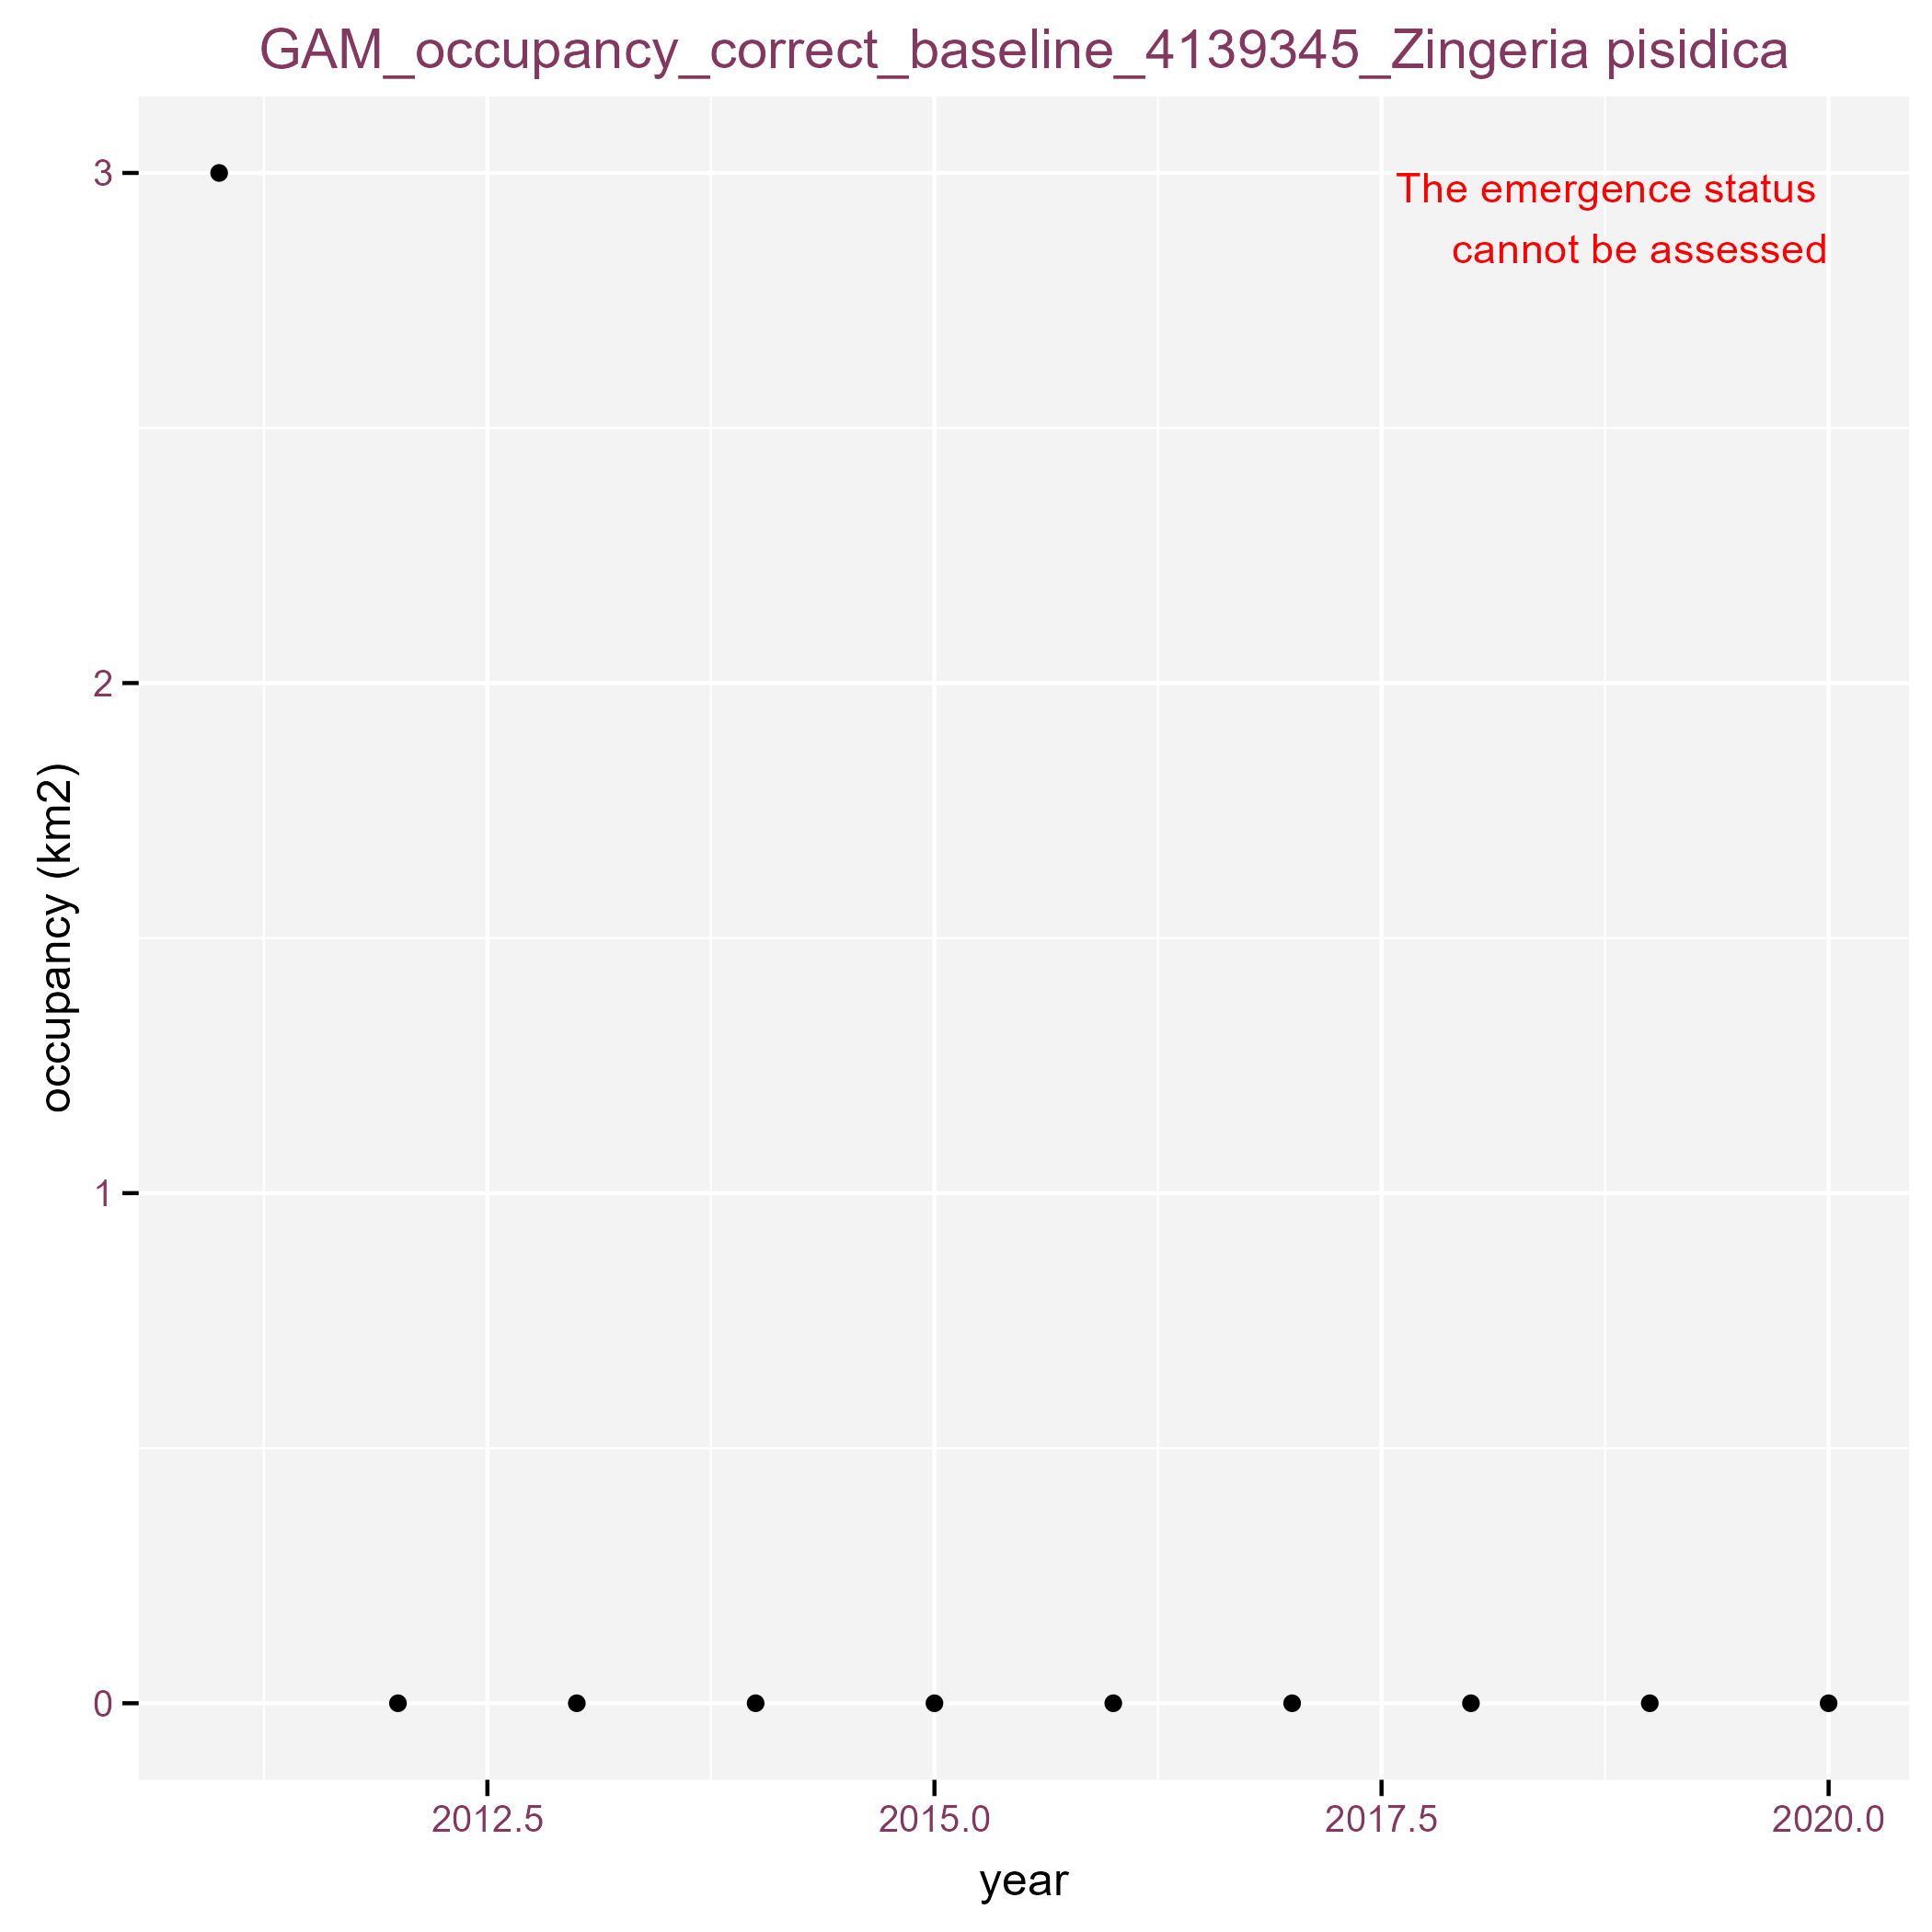 GAM_occupancy_correct_baseline_4139345_Zingeria pisidica
3
The emergence status
cannot be assessed
2
occupancy (km2)
1
0
2012.5 2015.0 2017.5 2020.0
year